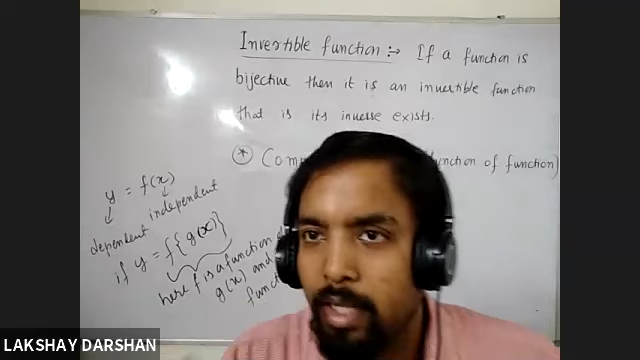 Invertible function :→ If a function is
bijective then it is an invertible function
that is its inverse exists.
* function of function)
y = f(x)
dependent independent
if y = f{g(x)}
here f is a function
g(x) and
LAKSHAY DARSHAN